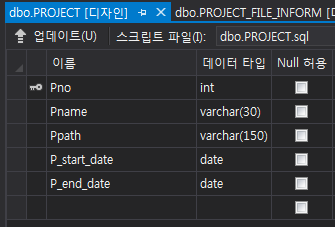 dbo.PROJECT [디자인] dbo.PROJECT_FILE_INFORM [디
업데이트(U) 스크립트 파일(F): dbo.PROJECT.sql
이름 데이터 타입 Null 허용
Pno int
Pname varchar(30)
Ppath varchar(150)
P_start_date date
P_end_date date